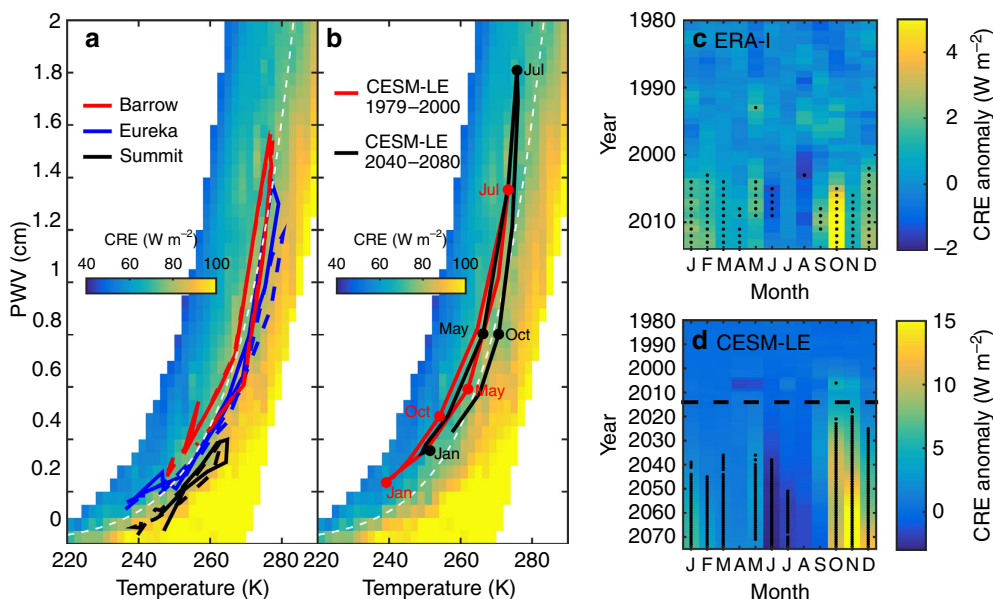 a
PWV (cm)
1.8
1.6
1.4
1.2
1
0.8
0.6
0.4
0.2
0
Barrow
Eureka
Summit
CRE (W m−2)
40 60 80 100
220 240 260 280
Temperature (K)
b
CESM-LE
1979−2000
CESM-LE
2040−2080
Jul
Jul
May
Oct
May
Oct
Jan
Jan
CRE (W m−2)
40 60 80 100
220 240 260 280
Temperature (K)
c ERA-I
Year
1980
1990
2000
2010
J F M A M J J A S O N D
Month
4
2
0
−2
CRE anomaly (W m−2)
d CESM-LE
Year
1980
1990
2000
2010
2020
2030
2040
2050
2060
2070
J F M A M J J A S O N D
Month
15
10
5
0
CRE anomaly (W m−2)